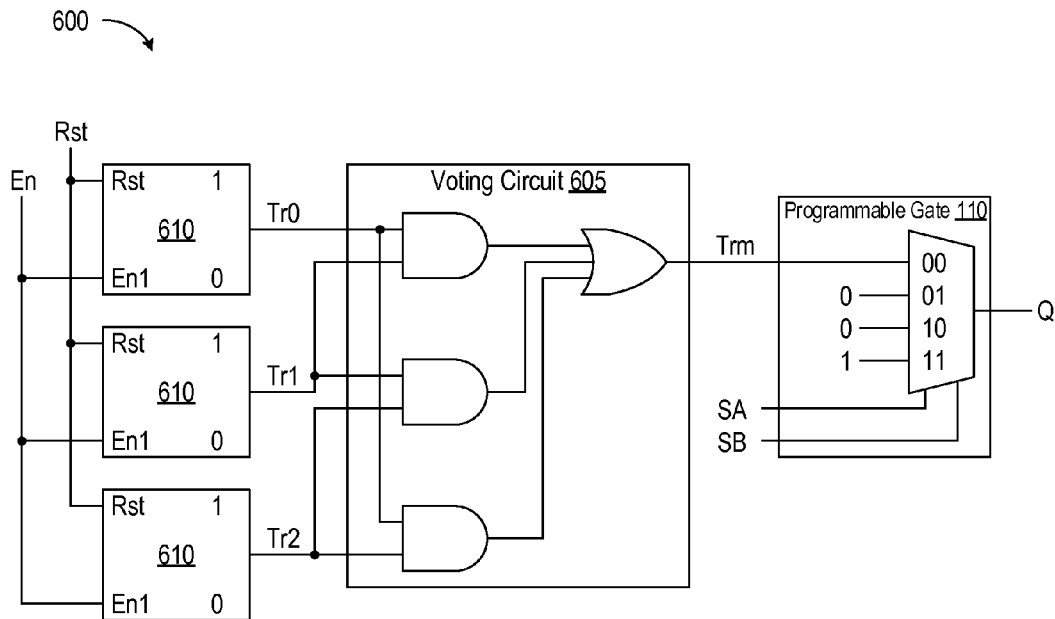 600
Rst
En
Rst 1
610
En1 0
Tr0
Rst 1
610
En1 0
Tr1
Rst 1
610
En1 0
Tr2
Voting Circuit 605
Trm
Programmable Gate 110
00
0 01
0 10
1 11
SA
SB
Q